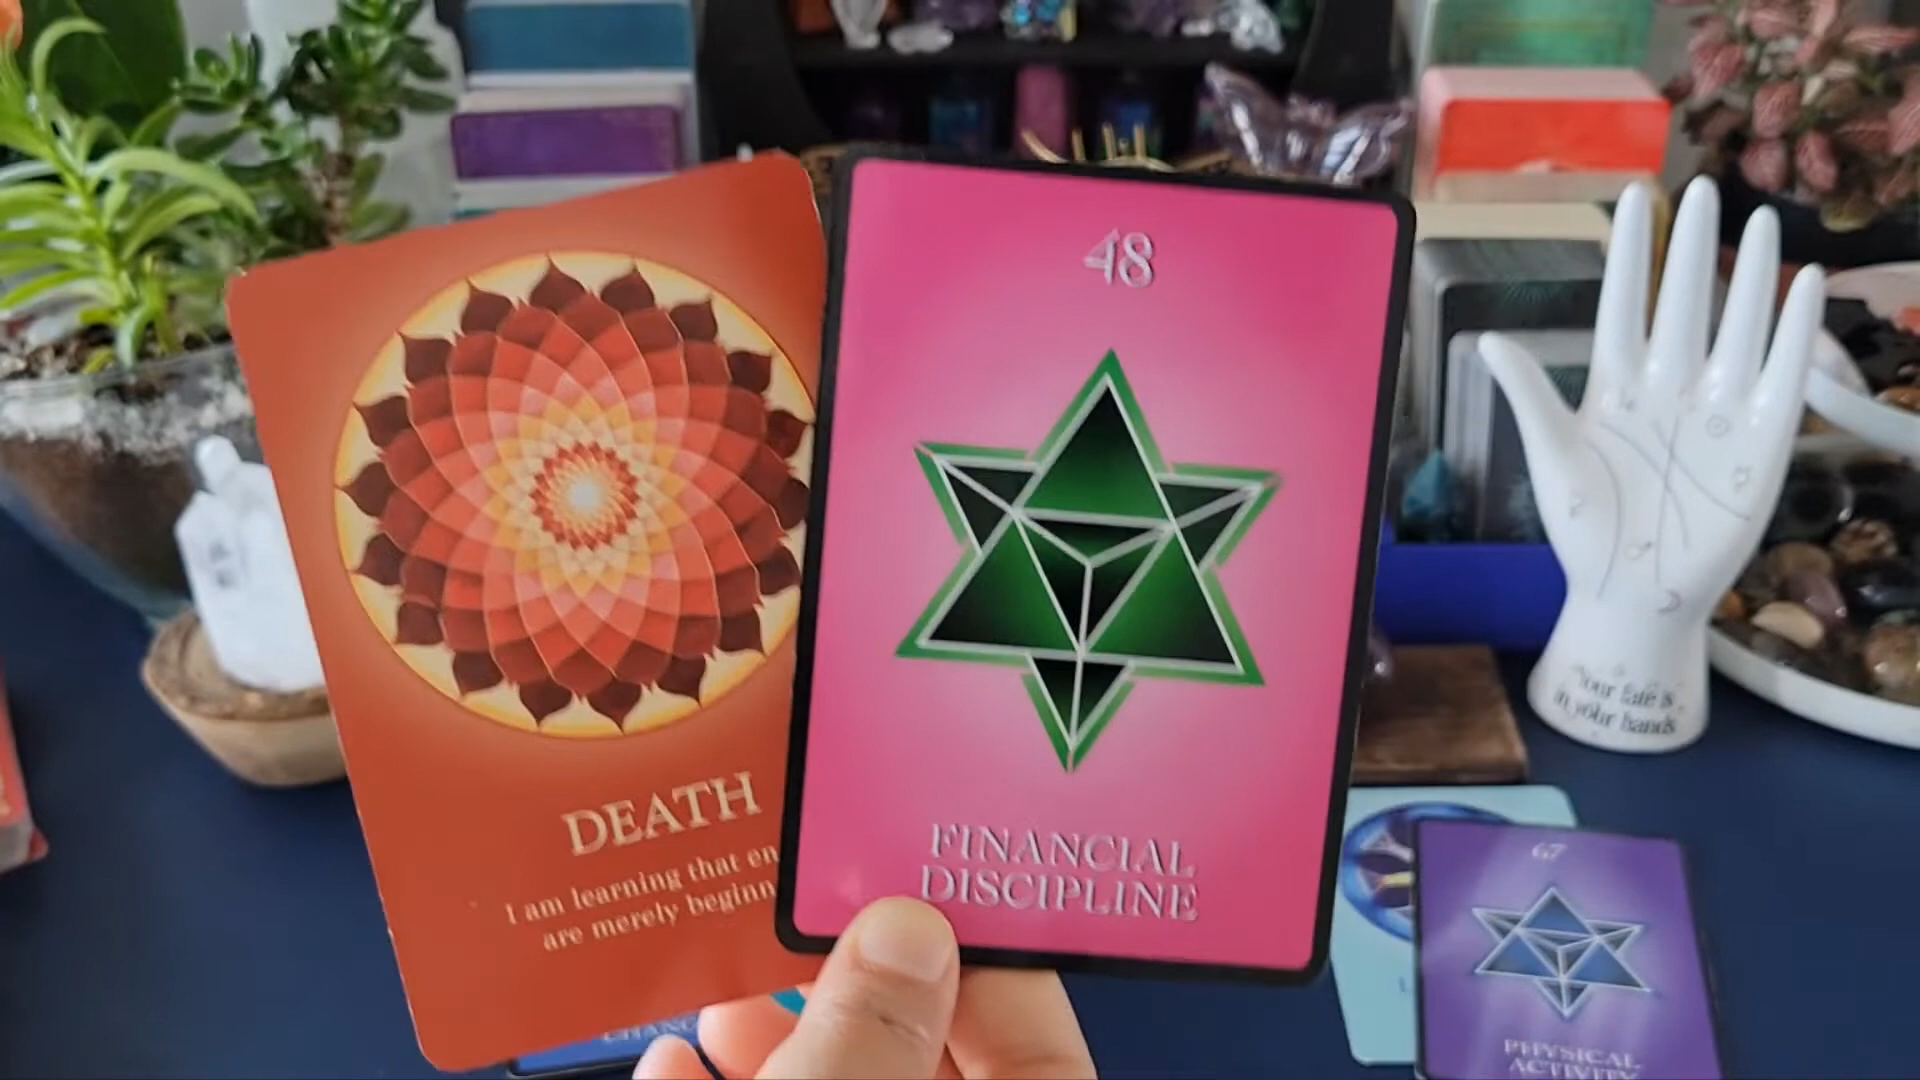 48
FINANCIAL
DISCIPLINE
DEATH
I am learning that en
are merely beginn
Your fate is
in your hands
67
PHYSICAL
ACTIVITY
CHANG